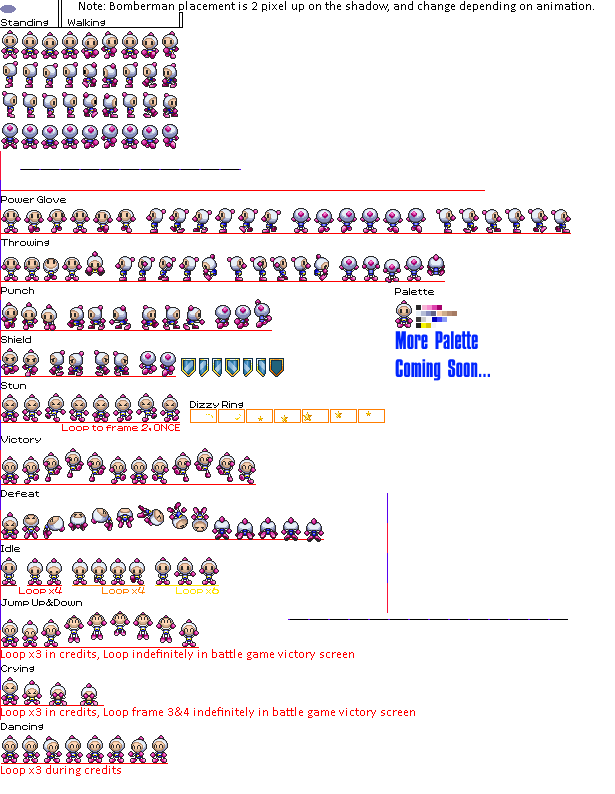 Note: Bomberman placement is 2 pixel up on the shadow, and change depending on animation.
Standing
Walking
Power Glove
Throwing
Punch
Palette
More Palette
Coming Soon...
Shield
Stun
Dizzy Ring
Loop to frame 2.ONCE
Victory
Defeat
Idle
Loop x4
Loop x4
Loop x6
Jump Up&Down
Loop x3 in credits, Loop indefinitely in battle game victory screen
Crying
Loop x3 in credits, Loop frame 3&4 indefinitely in battle game victory screen
Dancing
Loop x3 during credits